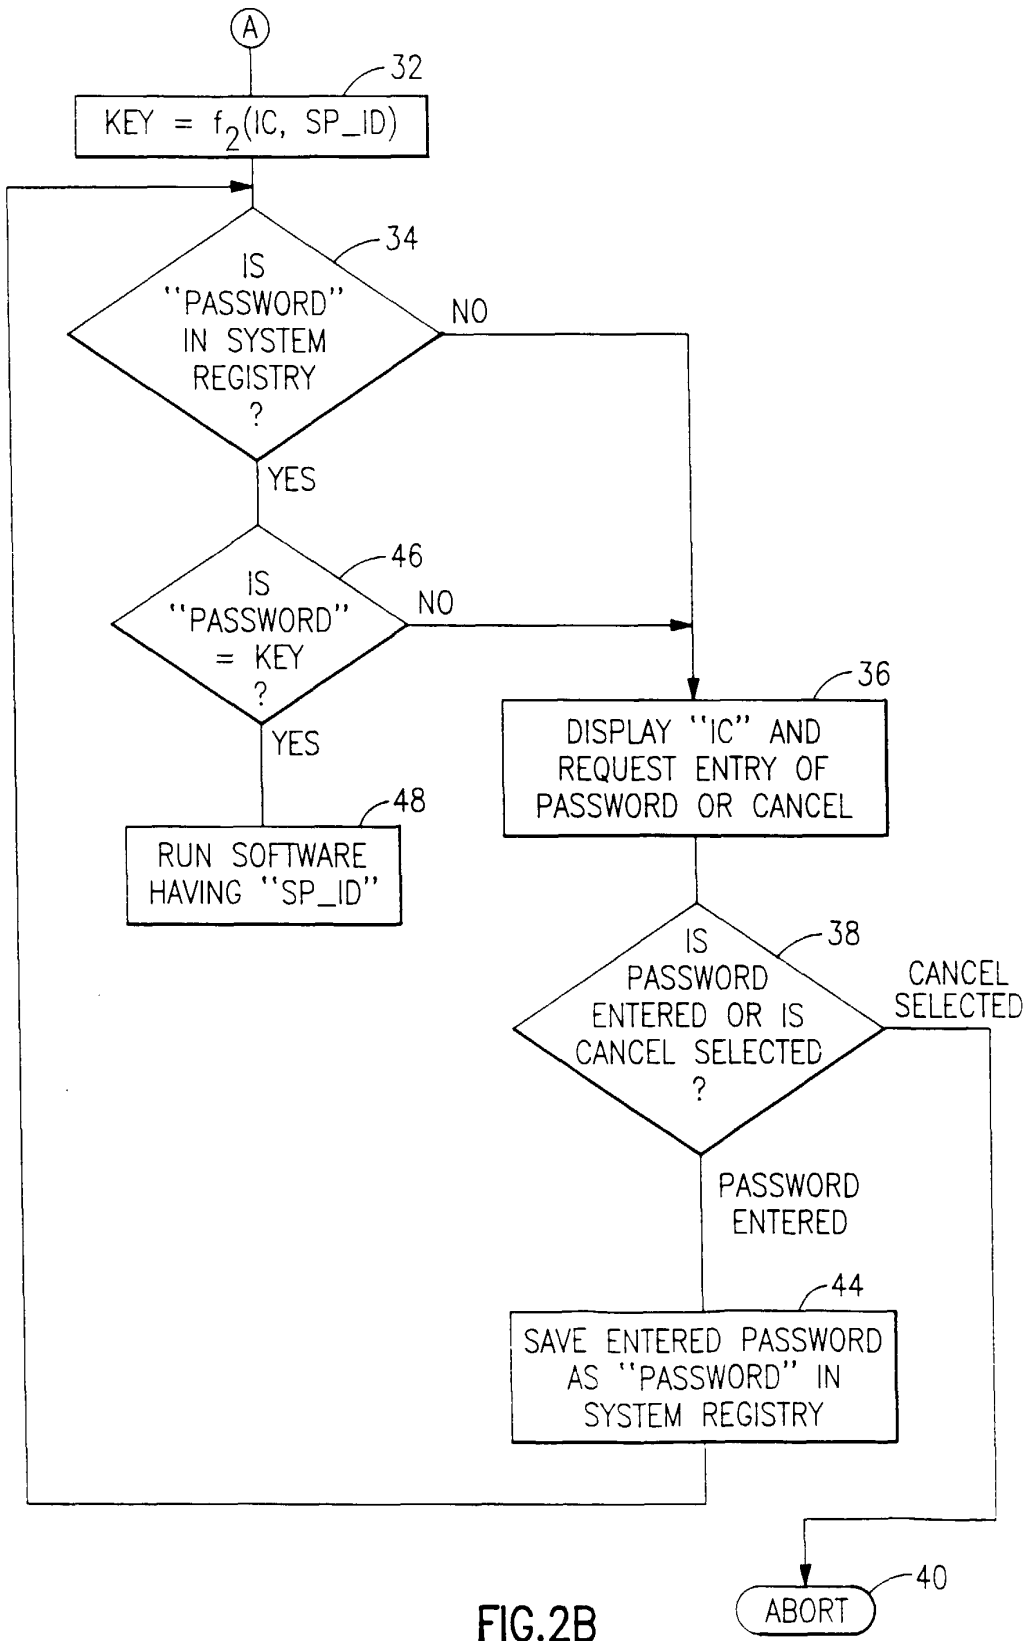 A
32
KEY = f2(IC, SP_ID)
34
IS
"PASSWORD"
IN SYSTEM
REGISTRY
?
NO
YES
46
IS
"PASSWORD"
= KEY
?
NO
YES
36
DISPLAY "IC" AND
REQUEST ENTRY OF
PASSWORD OR CANCEL
48
RUN SOFTWARE
HAVING "SP_ID"
38
IS
PASSWORD
ENTERED OR IS
CANCEL SELECTED
?
CANCEL
SELECTED
PASSWORD
ENTERED
44
SAVE ENTERED PASSWORD
AS "PASSWORD" IN
SYSTEM REGISTRY
40
ABORT
FIG.2B